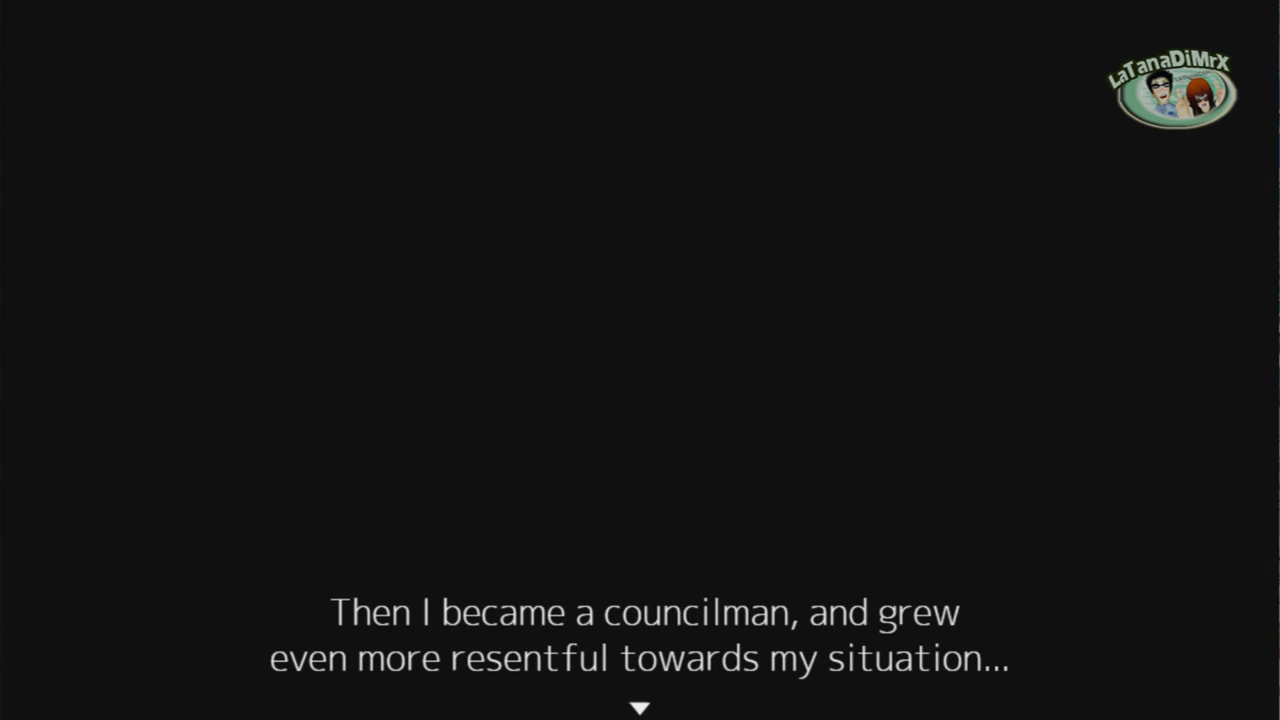 LaTanaDiMrX
Then I became a councilman, and grew
even more resentful towards my situation...